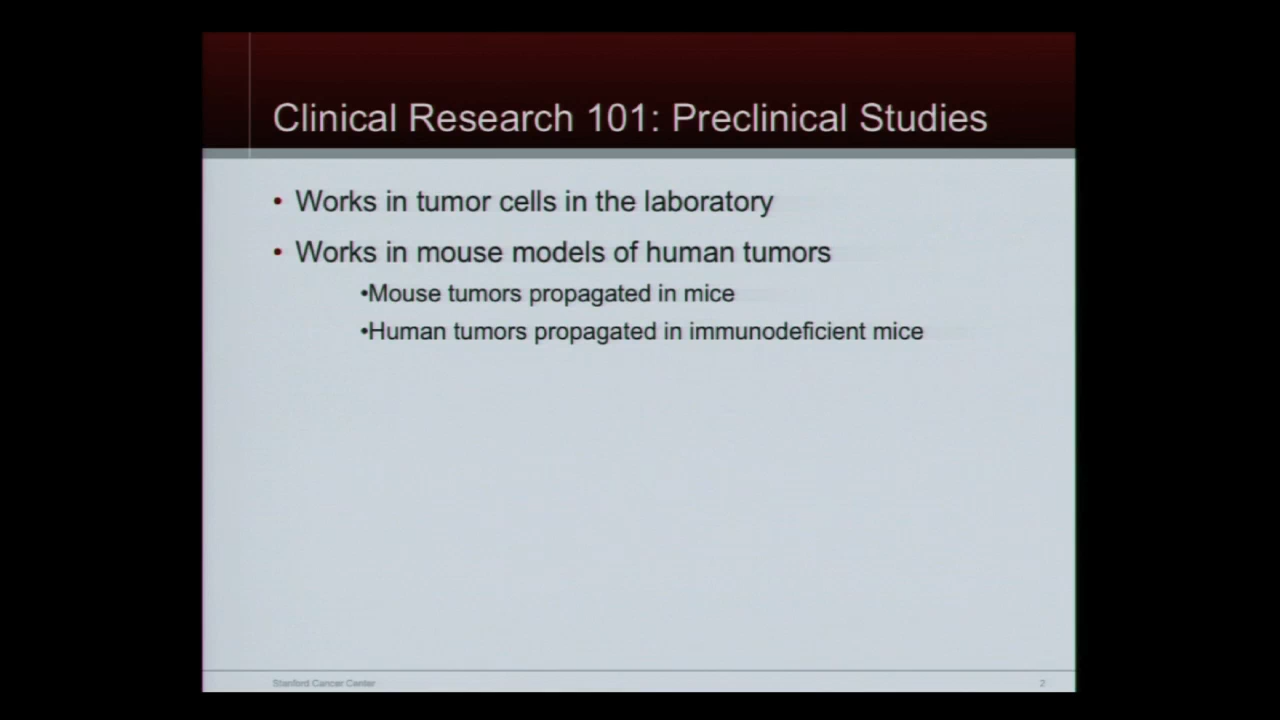 Clinical Research 101: Preclinical Studies
• Works in tumor cells in the laboratory
• Works in mouse models of human tumors
•Mouse tumors propagated in mice
•Human tumors propagated in immunodeficient mice
Stanford Cancer Center
2